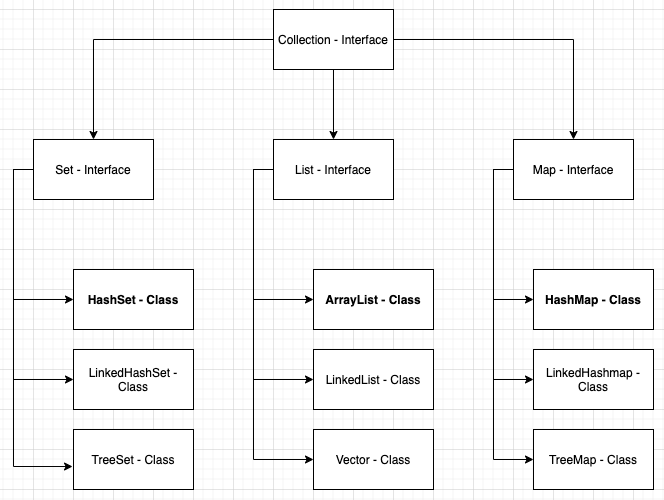 Collection - Interface
Set - Interface
List - Interface
Map - Interface
HashSet - Class
ArrayList - Class
HashMap - Class
LinkedHashSet -
Class
LinkedList - Class
LinkedHashmap -
Class
TreeSet - Class
Vector - Class
TreeMap - Class